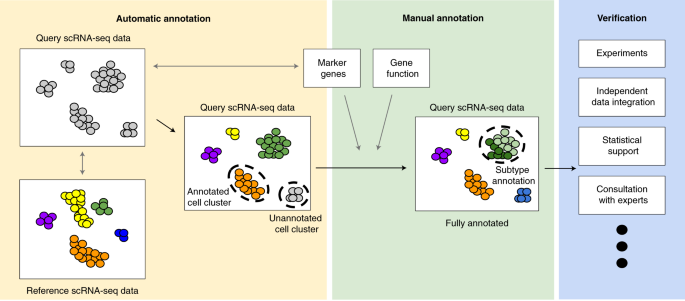 Automatic annotation
Manual annotation
Verification
Query scRNA-seq data
Marker
genes
Gene
function
Experiments
Independent
data integration
Query scRNA-seq data
Query scRNA-seq data
Statistical
support
Annotated
cell cluster
Unannotated
cell cluster
Subtype
annotation
Consultation
with experts
Fully annotated
Reference scRNA-seq data